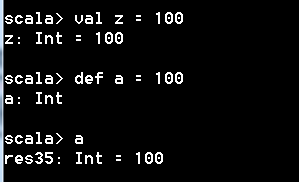 scala> val z = 100
z: Int = 100
scala> def a = 100
a: Int
scala> a
res35: Int = 100